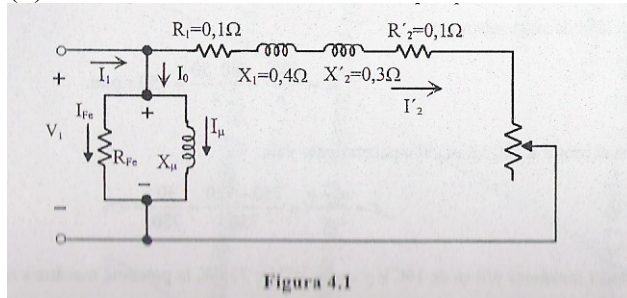 R₁=0,1Ω
R´₂=0,1Ω
+
I₁
I₀
X₁=0,4Ω
X´₂=0,3Ω
I´₂
I_Fe
+
I_μ
V₁
R_Fe
X_μ
−
−
Figura 4.1